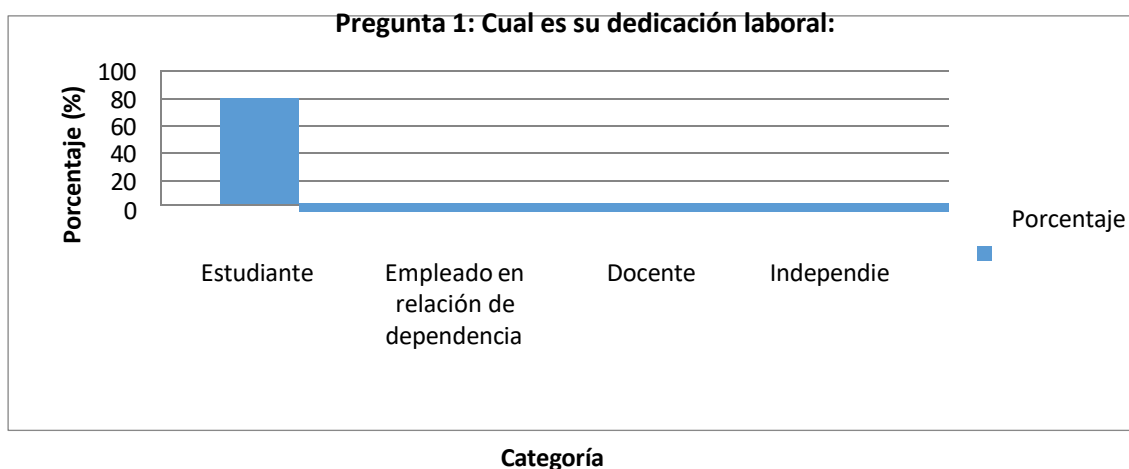 Pregunta 1: Cual es su dedicación laboral:
Porcentaje (%)
100
80
60
40
20
0
Estudiante
Empleado en
relación de
dependencia
Docente
Independie
Porcentaje
Categoría